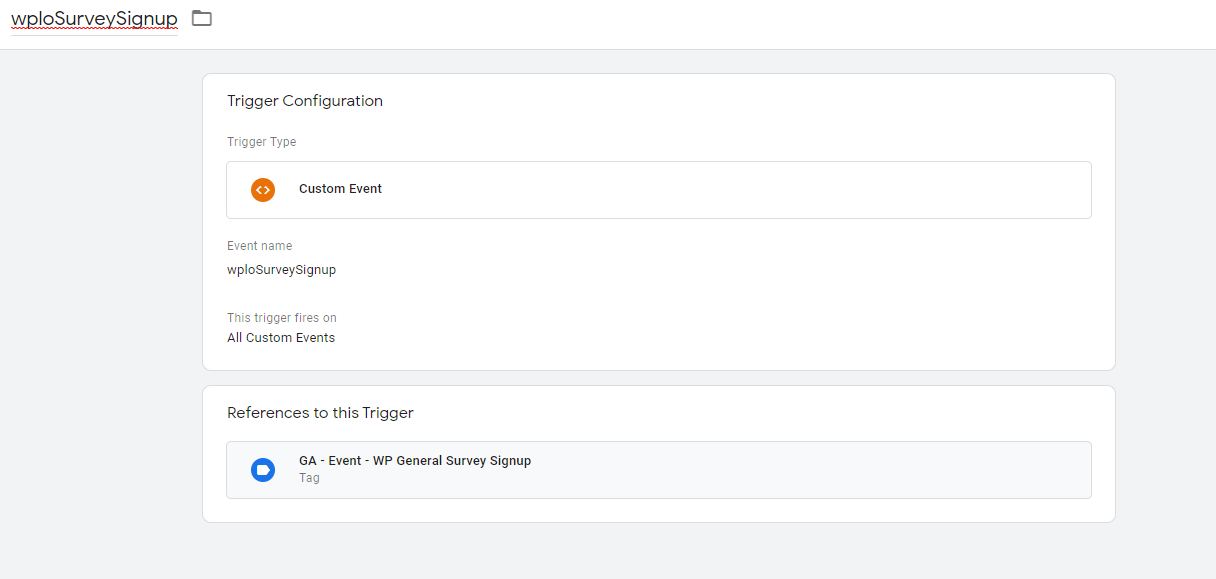 wploSurveySignup
Trigger Configuration
Trigger Type
Custom Event
Event name
wploSurveySignup
This trigger fires on
All Custom Events
References to this Trigger
GA - Event - WP General Survey Signup
Tag